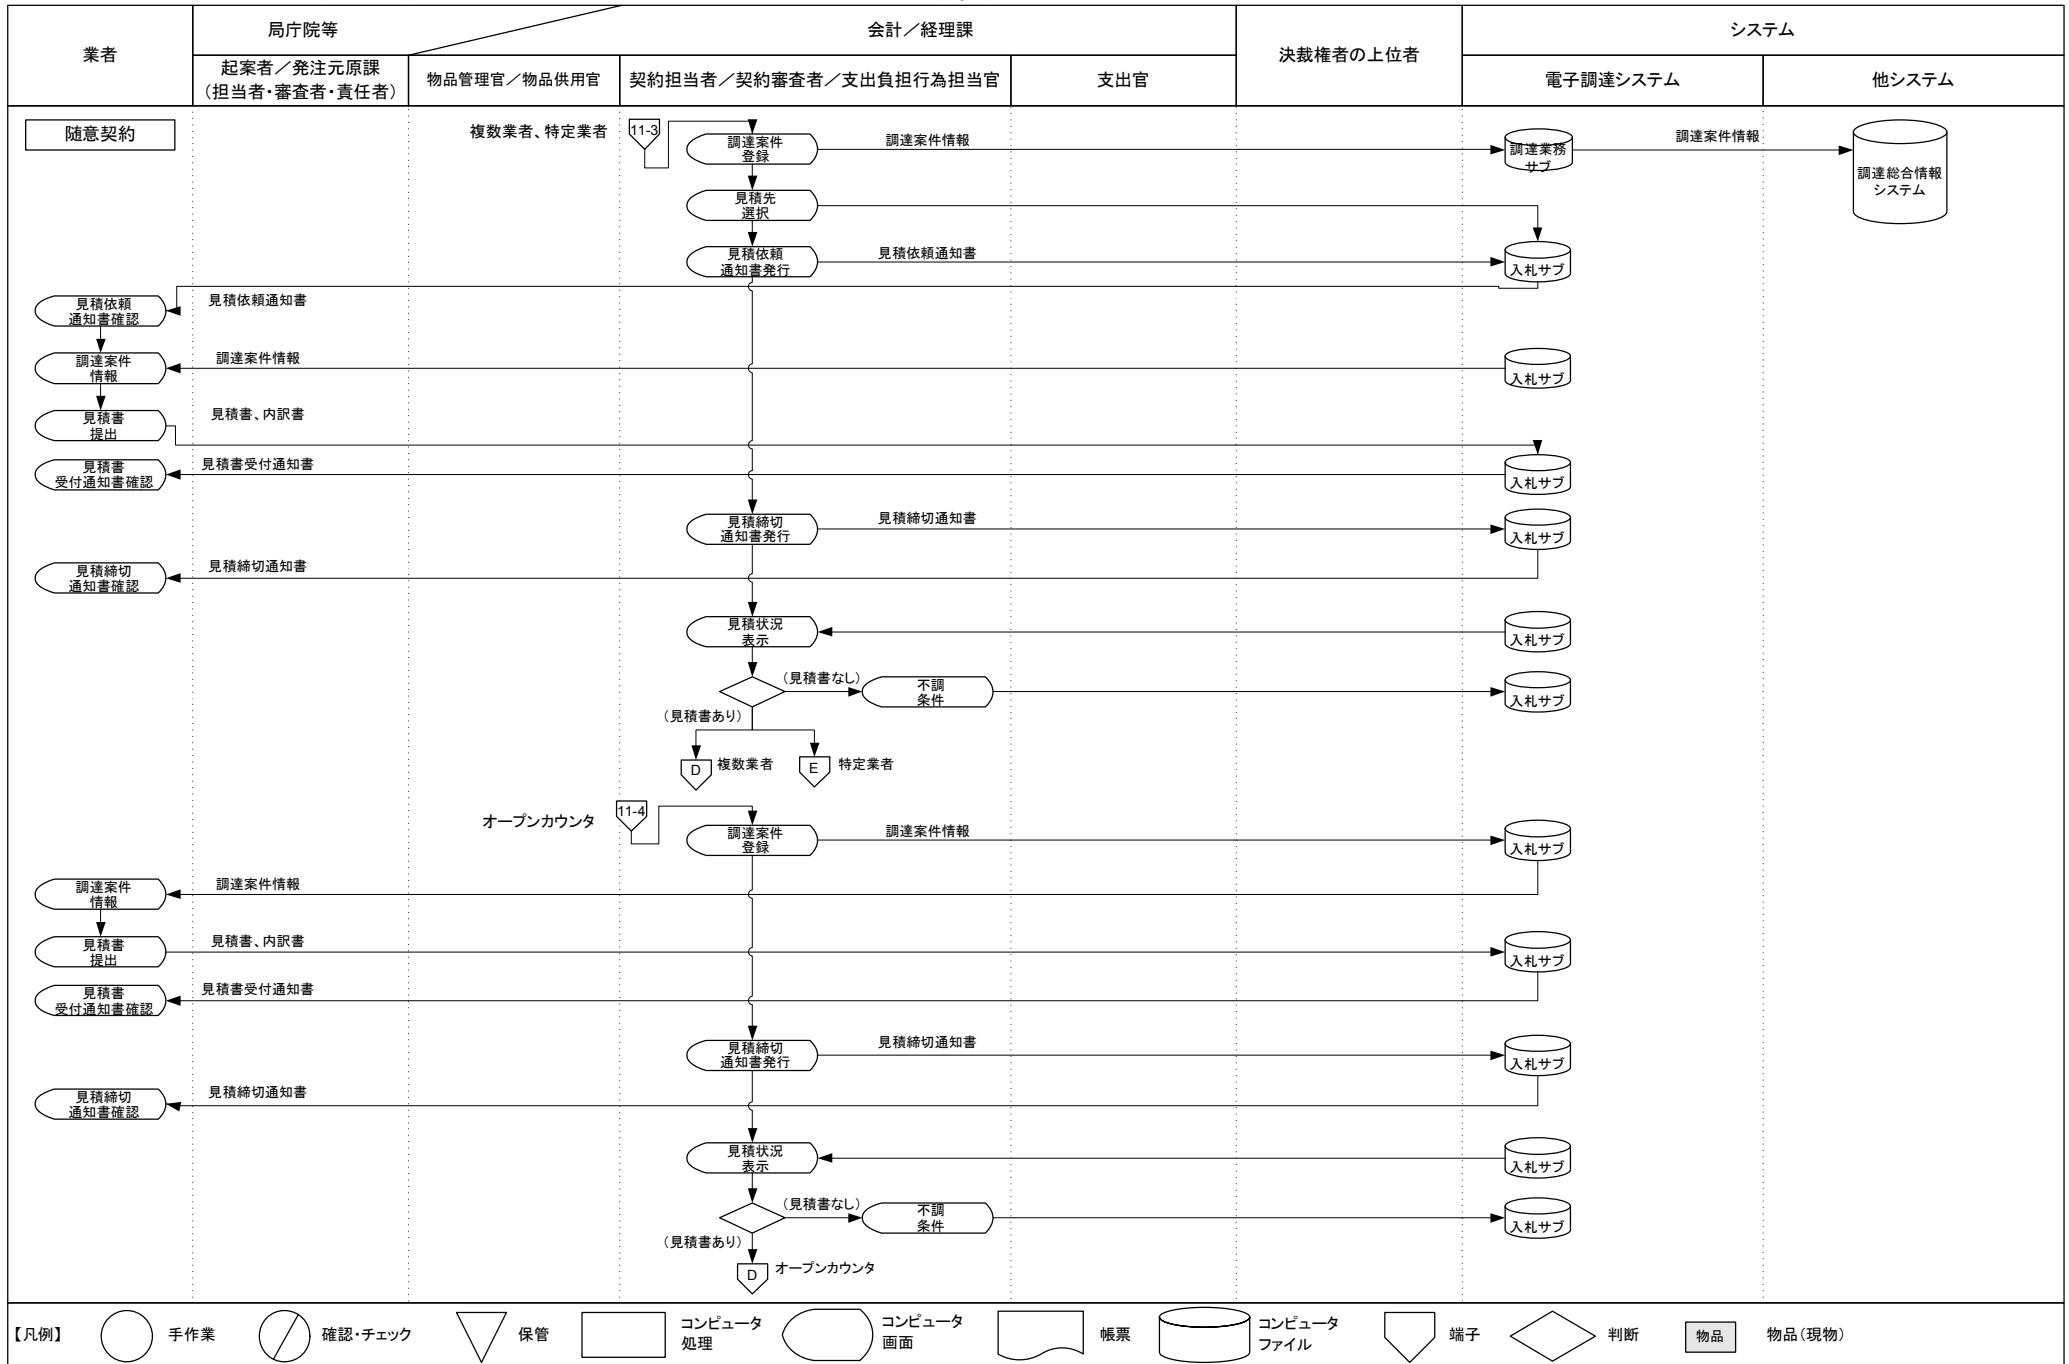 業者
局庁院等
会計／経理課
決裁権者の上位者
システム
起案者／発注元原課
（担当者・審査者・責任者）
物品管理官／物品供用官
契約担当者／契約審査者／支出負担行為担当官
支出官
電子調達システム
他システム
随意契約
複数業者、特定業者
11-3
調達案件
登録
調達案件情報
調達業務
サブ
調達案件情報
調達総合情報
システム
見積先
選択
見積依頼
通知書発行
見積依頼通知書
入札サブ
見積依頼
通知書確認
見積依頼通知書
調達案件
情報
調達案件情報
入札サブ
見積書
提出
見積書、内訳書
見積書
受付通知書確認
見積書受付通知書
入札サブ
見積締切
通知書発行
見積締切通知書
入札サブ
見積締切
通知書確認
見積締切通知書
見積状況
表示
入札サブ
（見積書なし）
不調
条件
入札サブ
（見積書あり）
D
複数業者
E
特定業者
オープンカウンタ
11-4
調達案件
登録
調達案件情報
入札サブ
調達案件
情報
調達案件情報
見積書
提出
見積書、内訳書
入札サブ
見積書
受付通知書確認
見積書受付通知書
見積締切
通知書発行
見積締切通知書
入札サブ
見積締切
通知書確認
見積締切通知書
見積状況
表示
入札サブ
（見積書なし）
不調
条件
入札サブ
（見積書あり）
D
オープンカウンタ
【凡例】
手作業
確認・チェック
保管
コンピュータ
処理
コンピュータ
画面
帳票
コンピュータ
ファイル
端子
判断
物品
物品（現物）